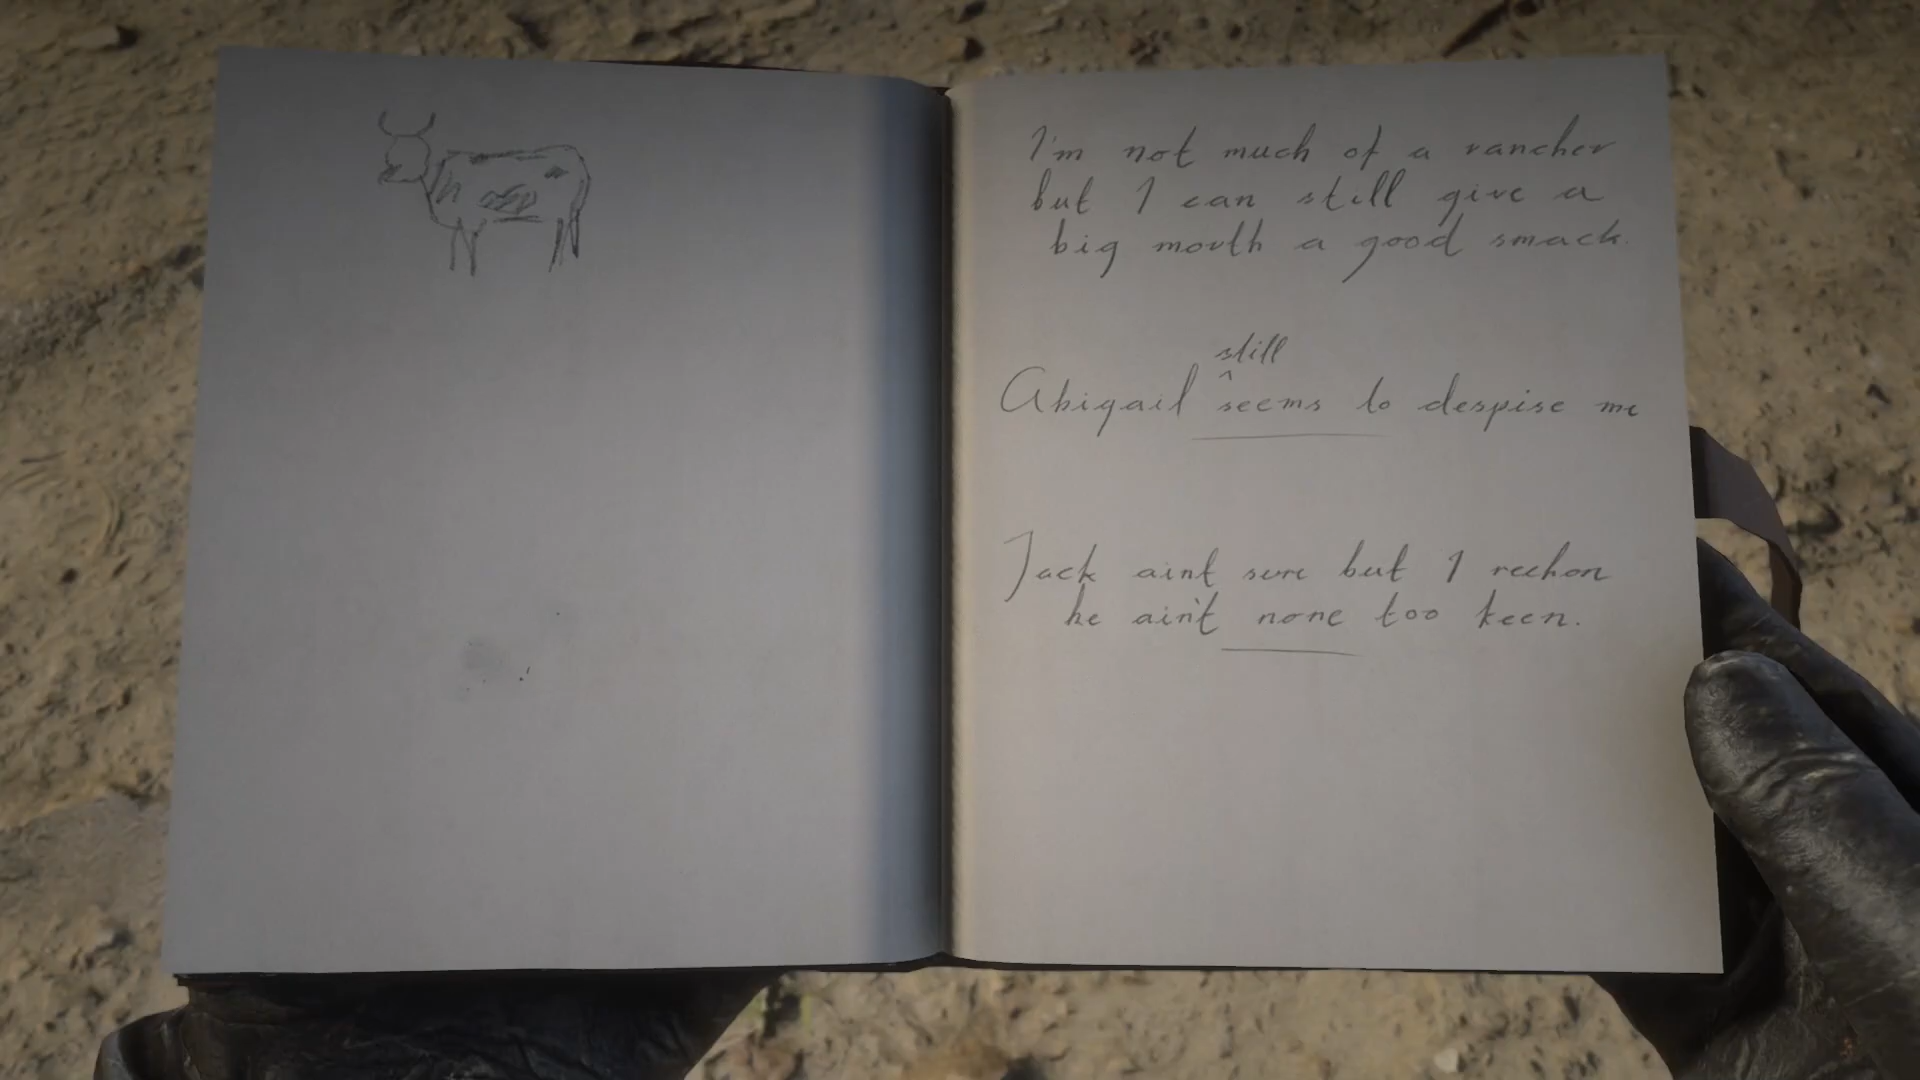 I'm not much of a rancher
but I can still give a
big mouth a good smack.
still
^
Abigail seems to despise me
Jack aint sure but I reckon
he ain't none too keen.